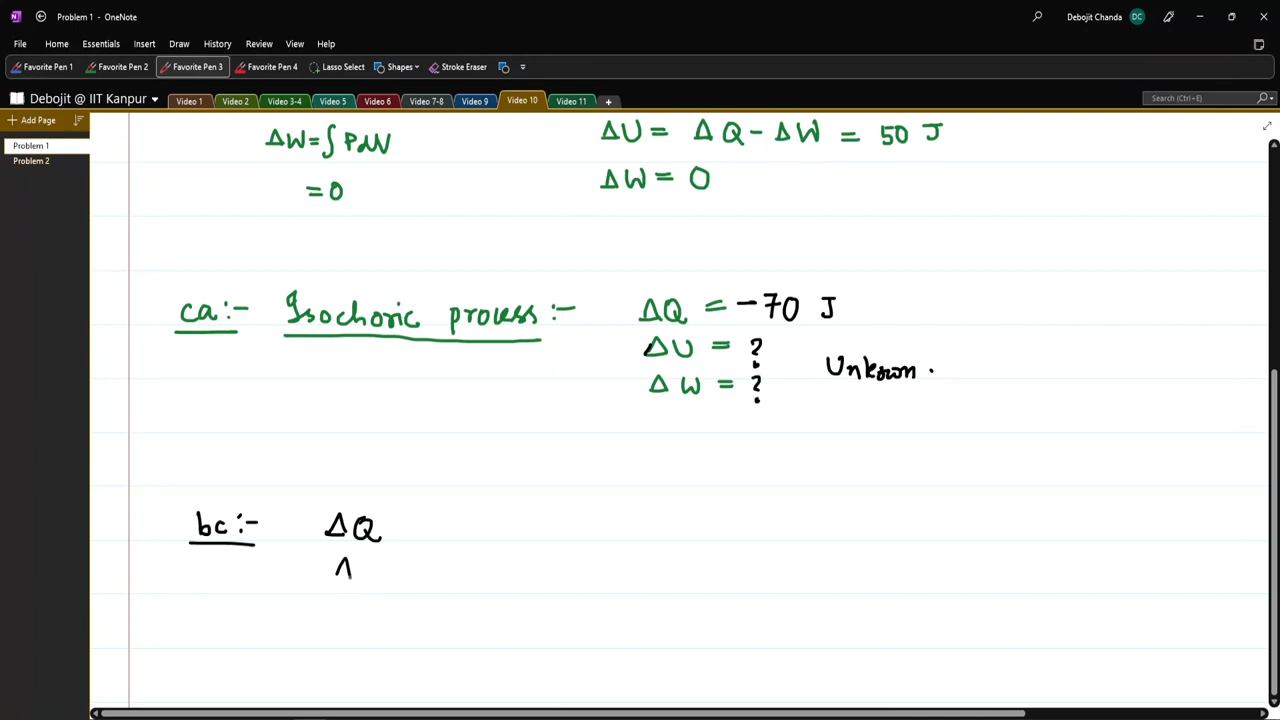 Problem 1 - OneNote
Debojit Chanda DC
File Home Essentials Insert Draw History Review View Help
Favorite Pen 1 Favorite Pen 2 Favorite Pen 3 Favorite Pen 4 Lasso Select Shapes Stroke Eraser
Debojit @ IIT Kanpur Video 1 Video 2 Video 3-4 Video 5 Video 6 Video 7-8 Video 9 Video 10 Video 11 + Search (Ctrl+E)
+ Add Page
Problem 1
Problem 2
ΔW = ∫ PdV
= 0
ΔU = ΔQ - ΔW = 50 J
ΔW = 0
ca:- Isochoric process:- ΔQ = -70 J
ΔU = ?
ΔW = ?
Unkown.
bc:- ΔQ